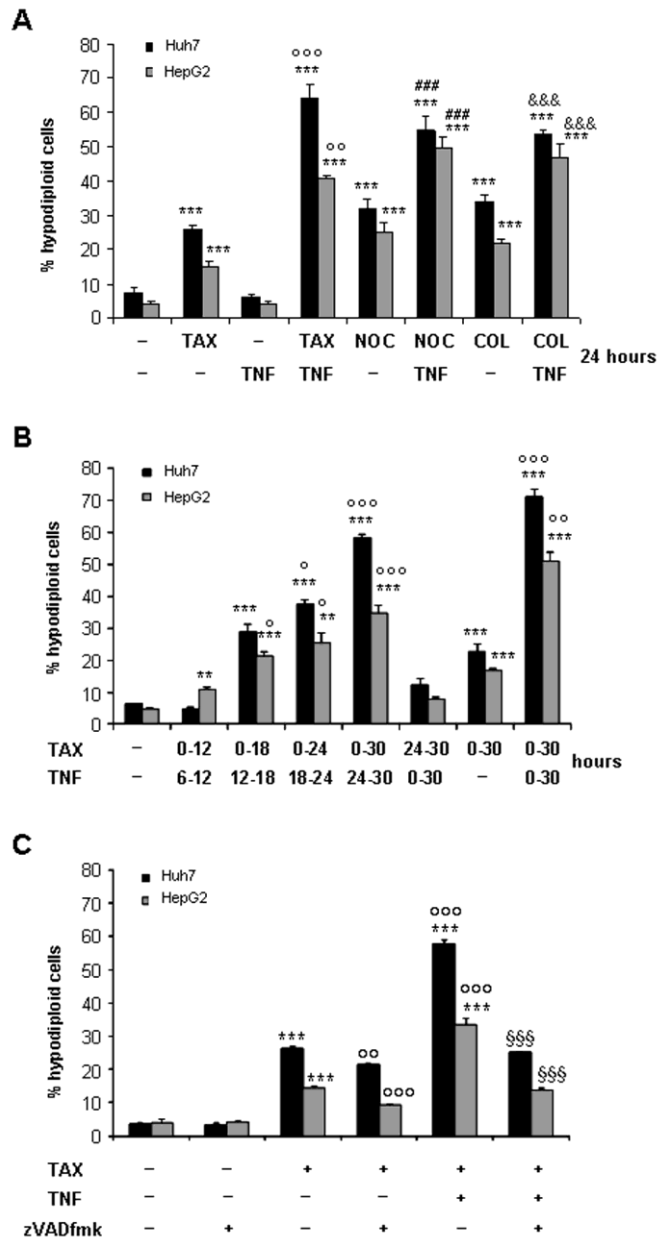 A
Huh7
HepG2
% hypodiploid cells
80
70
60
50
40
30
20
10
0
*** *** °°° *** °° *** *** *** ### *** ### *** *** *** &&& *** &&& ***
– TAX – TAX NOC NOC COL COL
– – TNF TNF – TNF – TNF
24 hours
B
Huh7
HepG2
% hypodiploid cells
80
70
60
50
40
30
20
10
0
** *** ° *** ° *** ° ** °°° *** °°° *** *** *** °°° *** °° ***
TAX – 0-12 0-18 0-24 0-30 24-30 0-30 0-30
TNF – 6-12 12-18 18-24 24-30 0-30 – 0-30
hours
C
Huh7
HepG2
% hypodiploid cells
80
70
60
50
40
30
20
10
0
*** *** °° °°° °°° *** °°° *** §§§ §§§
TAX – – + + + +
TNF – – – – + +
zVADfmk – + – + – +